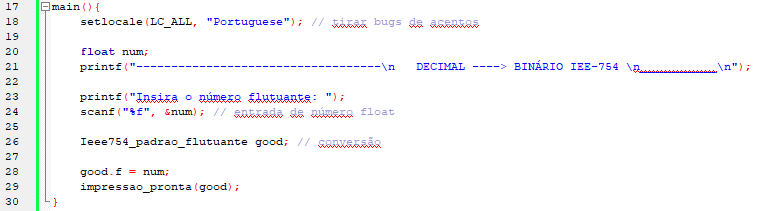 17 main(){
18 setlocale(LC_ALL, "Portuguese"); // tirar bugs de acentos
19
20 float num;
21 printf("-----------------------------------\n   DECIMAL ----> BINÁRIO IEE-754 \n____________\n");
22
23 printf("Insira o número flutuante: ");
24 scanf("%f", &num); // entrada de número float
25
26 Ieee754_padrao_flutuante good; // conversão
27
28 good.f = num;
29 impressao_pronta(good);
30 }